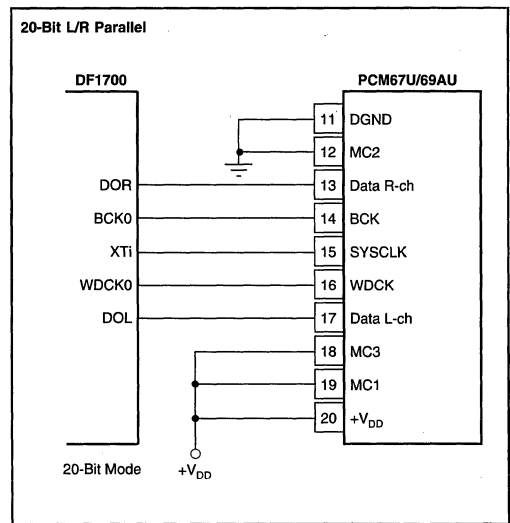 20-Bit L/R Parallel
DF1700
PCM67U/69AU
11 DGND
12 MC2
DOR 13 Data R-ch
BCK0 14 BCK
XTi 15 SYSCLK
WDCK0 16 WDCK
DOL 17 Data L-ch
18 MC3
19 MC1
20 +VDD
20-Bit Mode +VDD